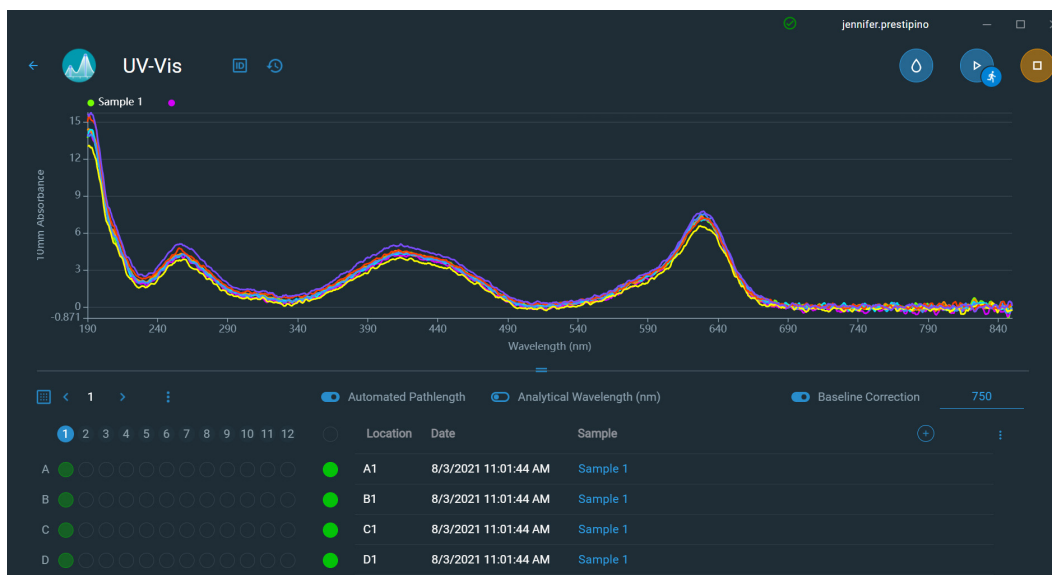 jennifer.prestipino
UV-Vis
ID
Sample 1
15
12
9
6
3
0
-0.871
10mm Absorbance
190 240 290 340 390 440 490 540 590 640 690 740 790 840
Wavelength (nm)
1 Automated Pathlength Analytical Wavelength (nm) Baseline Correction 750
1 2 3 4 5 6 7 8 9 10 11 12 Location Date Sample
A A1 8/3/2021 11:01:44 AM Sample 1
B B1 8/3/2021 11:01:44 AM Sample 1
C C1 8/3/2021 11:01:44 AM Sample 1
D D1 8/3/2021 11:01:44 AM Sample 1